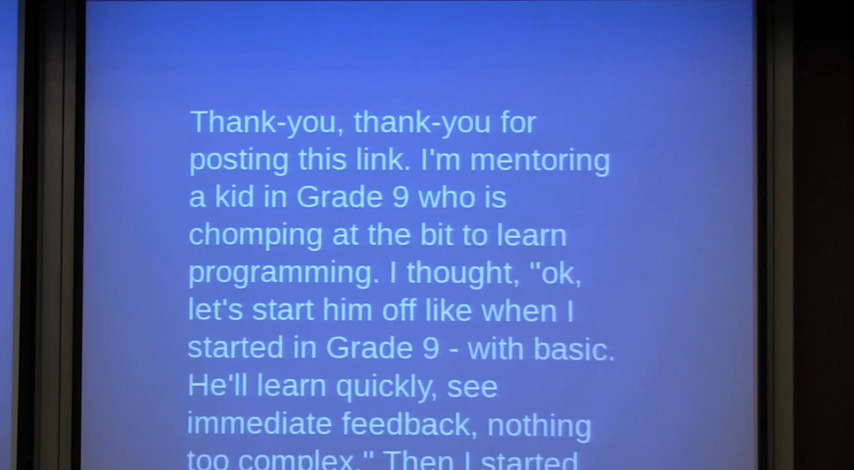 Thank-you, thank-you for
posting this link. I'm mentoring
a kid in Grade 9 who is
chomping at the bit to learn
programming. I thought, "ok,
let's start him off like when I
started in Grade 9 - with basic.
He'll learn quickly, see
immediate feedback, nothing
too complex." Then I started